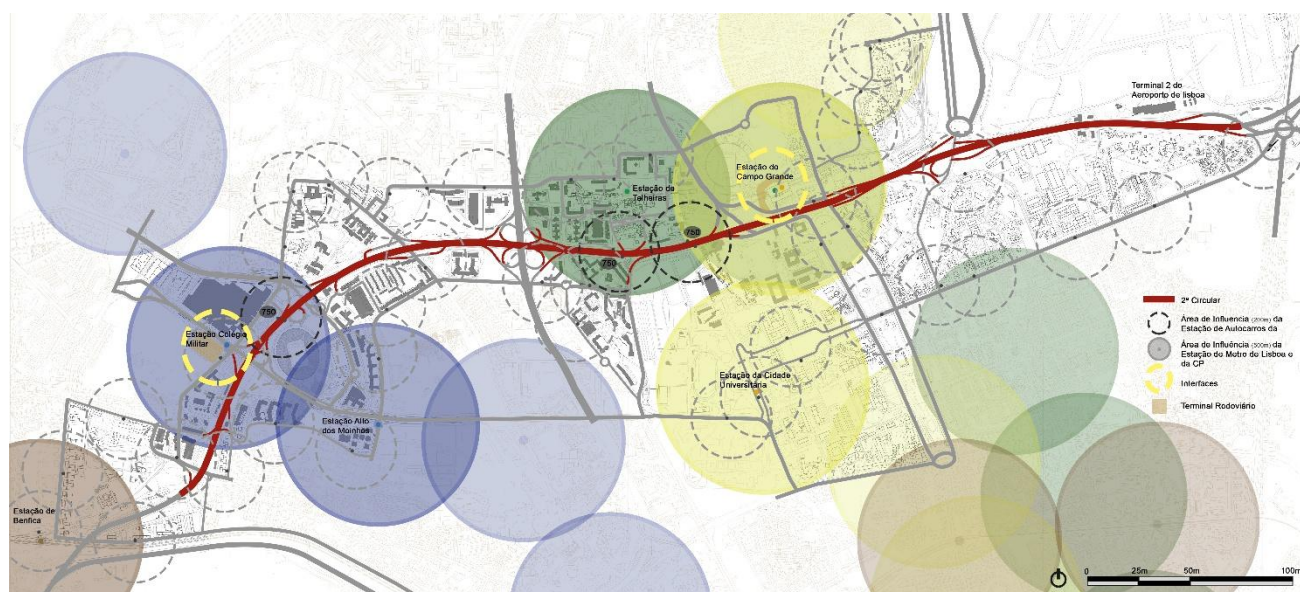 Terminal 2 do
Aeroporto de lisboa
Estação do
Campo Grande
Estação de
Telheiras
750
750
750
Estação Colégio
Militar
Estação da Cidade
Universitária
Estação Alto
dos Moinhos
Estação de
Benfica
2ª Circular
Área de Influencia (200m) da
Estação de Autocarros da
Área de Influência (500m) da
Estação do Metro de Lisboa e
da CP
Interfaces
Terminal Rodoviário
0 25m 50m 100m